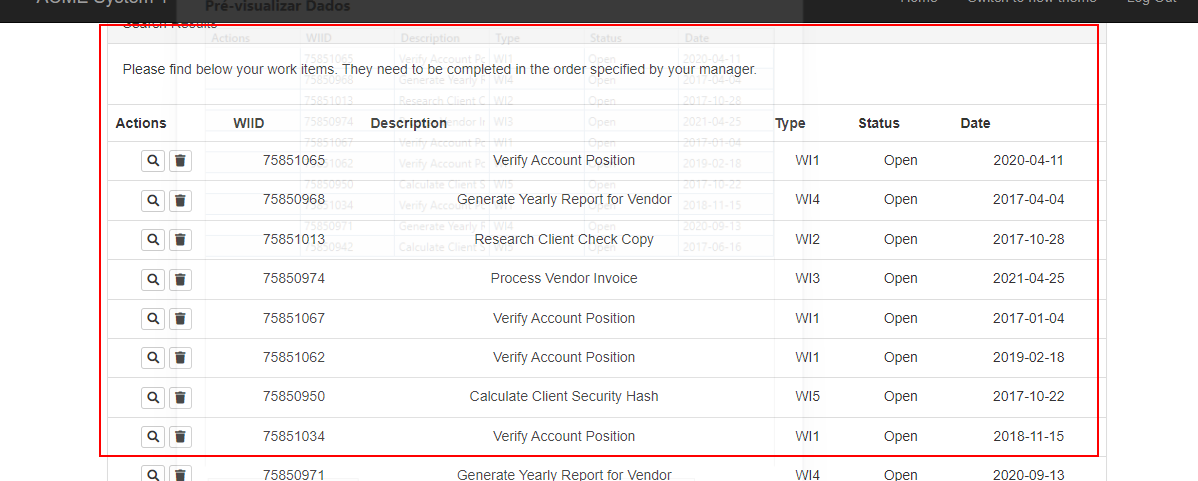 ACME System 1 Home Switch to new theme Log Out
Pré-visualizar Dados
Search Results
Actions WIID Description Type Status Date
Please find below your work items. They need to be completed in the order specified by your manager.
Actions WIID Description Type Status Date
75851065 Verify Account Position WI1 Open 2020-04-11
75850968 Generate Yearly Report for Vendor WI4 Open 2017-04-04
75851013 Research Client Check Copy WI2 Open 2017-10-28
75850974 Process Vendor Invoice WI3 Open 2021-04-25
75851067 Verify Account Position WI1 Open 2017-01-04
75851062 Verify Account Position WI1 Open 2019-02-18
75850950 Calculate Client Security Hash WI5 Open 2017-10-22
75851034 Verify Account Position WI1 Open 2018-11-15
75850971 Generate Yearly Report for Vendor WI4 Open 2020-09-13